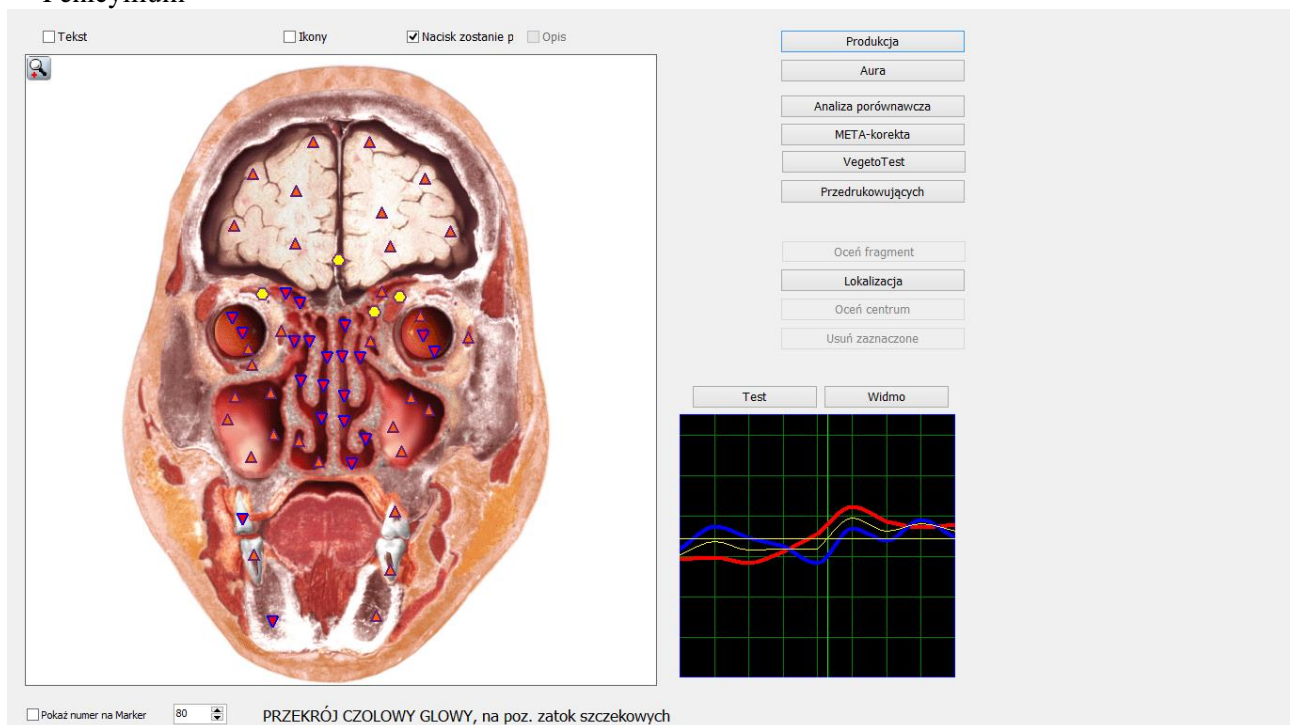 Penicylium
Tekst
Ikony
Nacisk zostanie p
Opis
Produkcja
Aura
Analiza porównawcza
META-korekta
VegetoTest
Przedrukowujących
Oceń fragment
Lokalizacja
Oceń centrum
Usuń zaznaczone
Test
Widmo
Pokaż numer na Marker
80
PRZEKRÓJ CZOLOWY GLOWY, na poz. zatok szczekowych